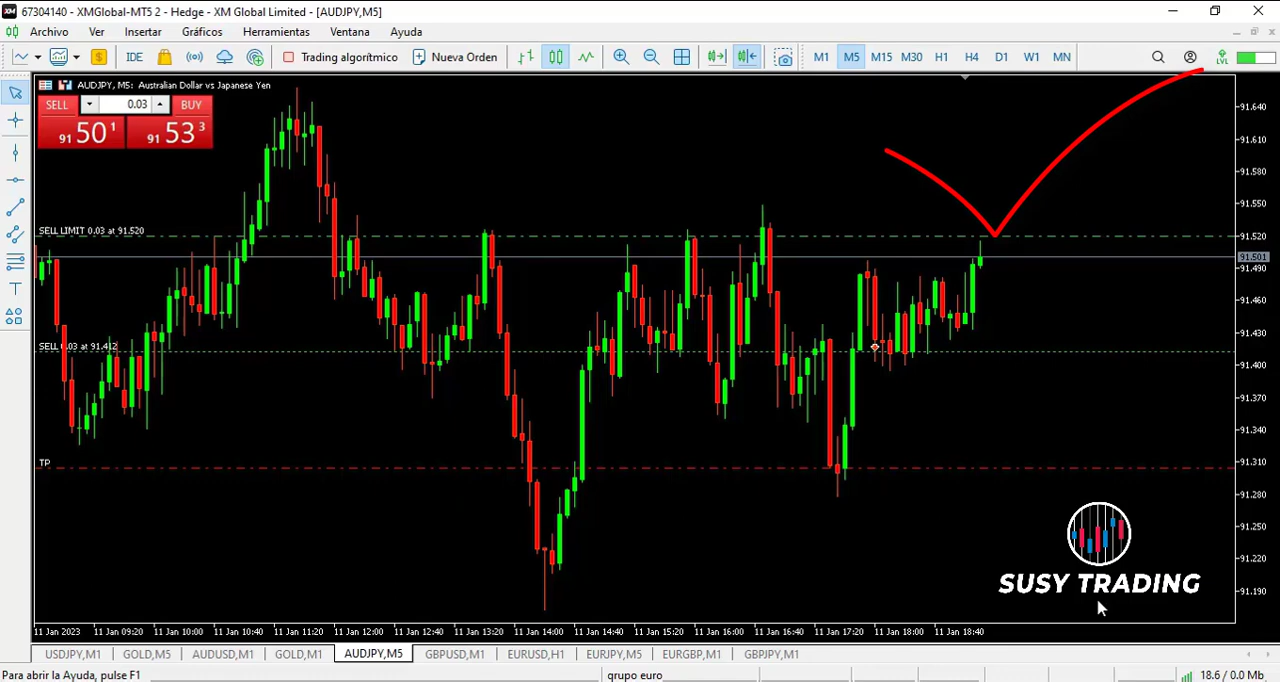 67304140 - XMGlobal-MT5 2 - Hedge - XM Global Limited - [AUDJPY,M5]
Archivo Ver Insertar Gráficos Herramientas Ventana Ayuda
IDE Trading algorítmico Nueva Orden M1 M5 M15 M30 H1 H4 D1 W1 MN LVL
AUDJPY, M5: Australian Dollar vs Japanese Yen
SELL 0.03 BUY
91 50 1 91 53 3
91.640
91.610
91.580
91.550
SELL LIMIT 0.03 at 91.520
91.520
91.501
91.490
91.460
91.430
SELL 0.03 at 91.412
91.400
91.370
91.340
TP
91.310
91.280
91.250
91.220
91.190
SUSY TRADING
11 Jan 2023 11 Jan 09:20 11 Jan 10:00 11 Jan 10:40 11 Jan 11:20 11 Jan 12:00 11 Jan 12:40 11 Jan 13:20 11 Jan 14:00 11 Jan 14:40 11 Jan 15:20 11 Jan 16:00 11 Jan 16:40 11 Jan 17:20 11 Jan 18:00 11 Jan 18:40
USDJPY,M1 GOLD,M5 AUDUSD,M1 GOLD,M1 AUDJPY,M5 GBPUSD,M1 EURUSD,H1 EURJPY,M5 EURGBP,M1 GBPJPY,M1
Para abrir la Ayuda, pulse F1 grupo euro 18.6 / 0.0 Mb